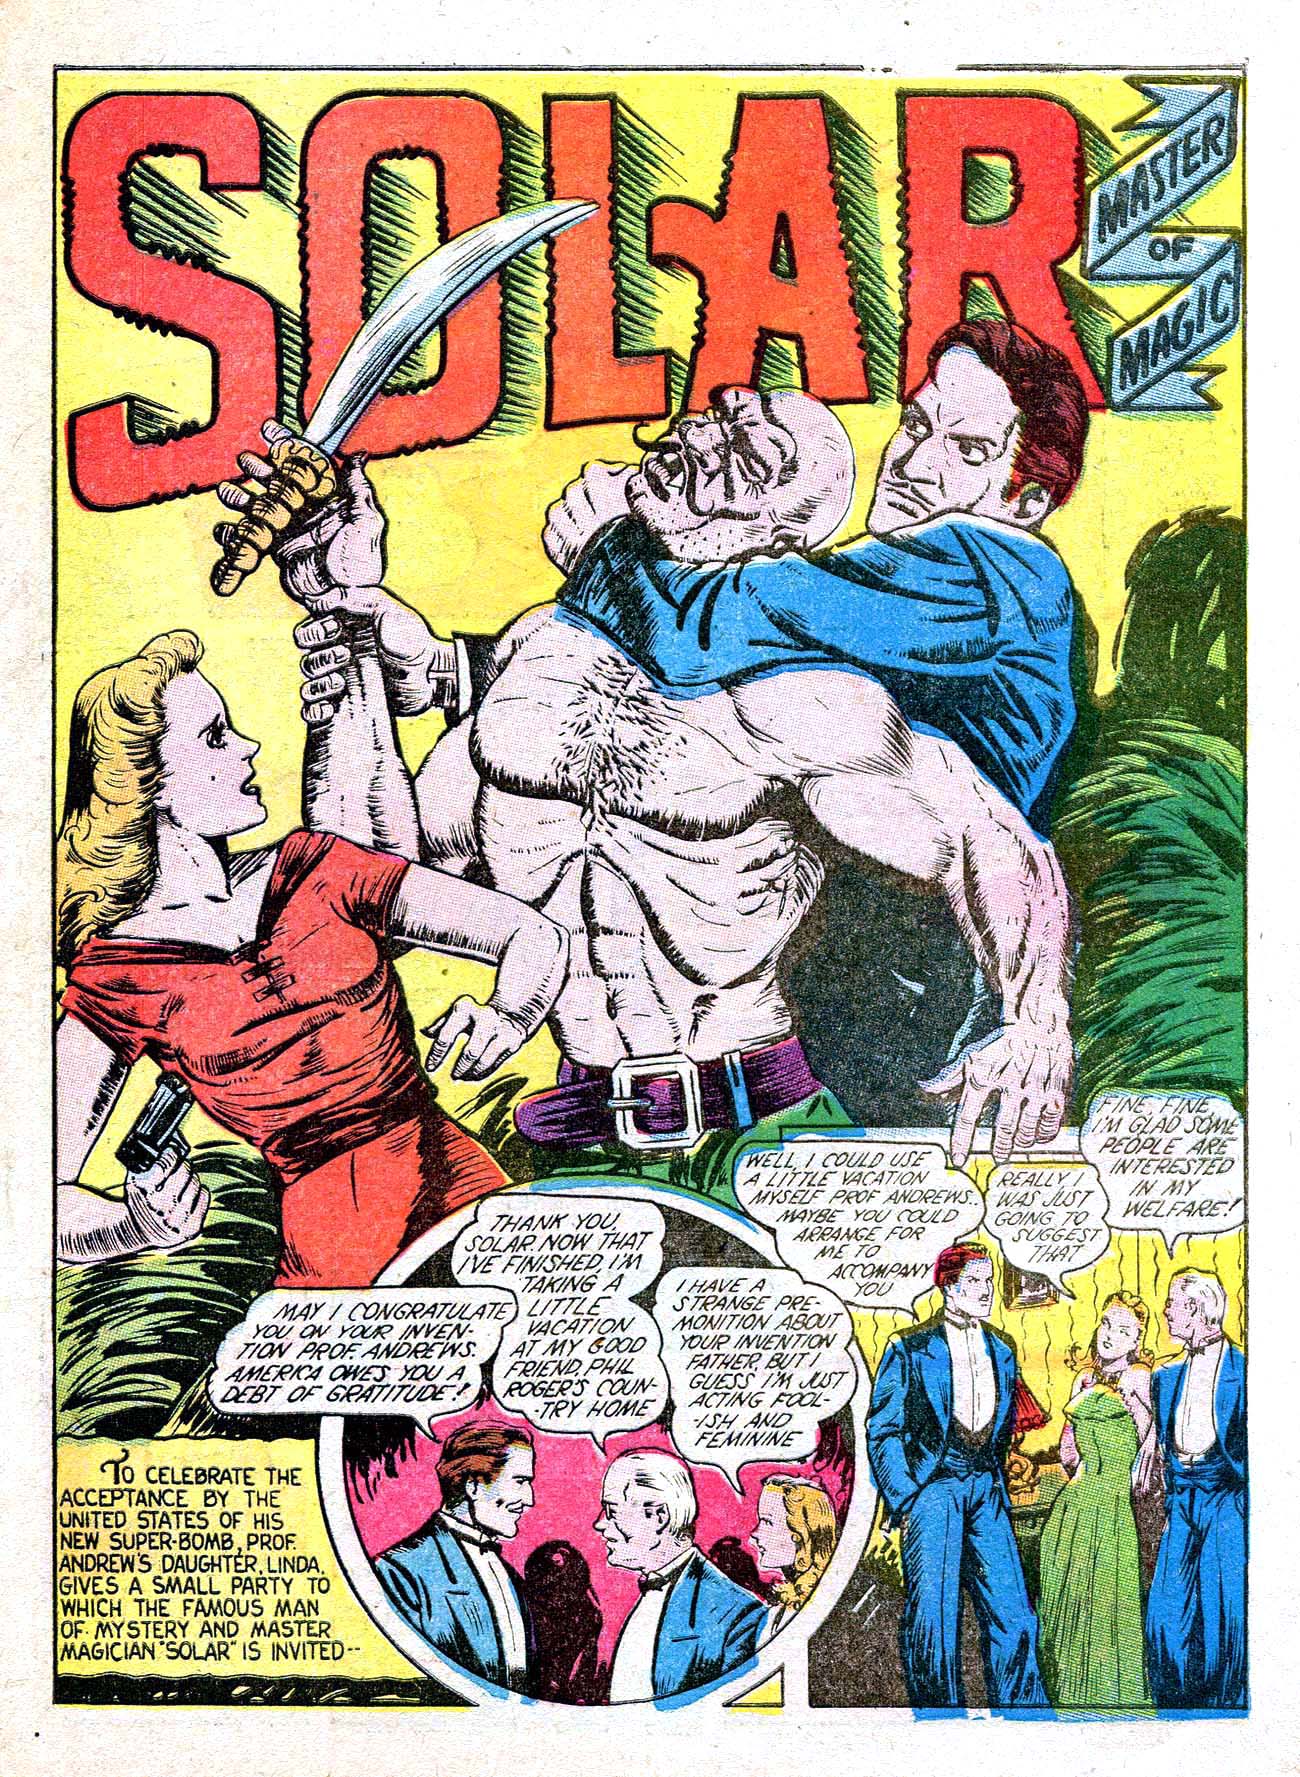 SOLAR
MASTER
OF
MAGIC
TO CELEBRATE THE
ACCEPTANCE BY THE
UNITED STATES OF HIS
NEW SUPER-BOMB, PROF.
ANDREW'S DAUGHTER, LINDA,
GIVES A SMALL PARTY TO
WHICH THE FAMOUS MAN
OF MYSTERY AND MASTER
MAGICIAN "SOLAR" IS INVITED--
MAY I CONGRATULATE
YOU ON YOUR INVEN-
TION PROF. ANDREWS.
AMERICA OWES YOU A
DEBT OF GRATITUDE!
THANK YOU,
SOLAR. NOW THAT
I'VE FINISHED, I'M
TAKING A
LITTLE
VACATION
AT MY GOOD
FRIEND, PHIL
ROGER'S COUN-
-TRY HOME
I HAVE A
STRANGE PRE-
MONITION ABOUT
YOUR INVENTION
FATHER, BUT I
GUESS I'M JUST
ACTING FOOL-
-ISH AND
FEMININE
WELL, I COULD USE
A LITTLE VACATION
MYSELF PROF ANDREWS..
MAYBE YOU COULD
ARRANGE FOR
ME TO
ACCOMPANY
YOU
REALLY I
WAS JUST
GOING TO
SUGGEST
THAT
FINE, FINE,
I'M GLAD SOME
PEOPLE ARE
INTERESTED
IN MY
WELFARE!